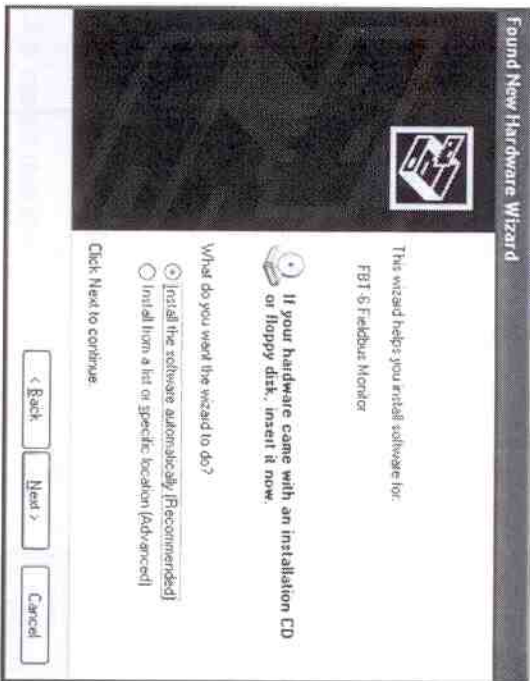 Found New Hardware Wizard
This wizard helps you install software for:
FBT-6 Fieldbus Monitor
If your hardware came with an installation CD
or floppy disk, insert it now.
What do you want the wizard to do?
Install the software automatically (Recommended)
Install from a list or specific location (Advanced)
Click Next to continue.
< Back
Next >
Cancel